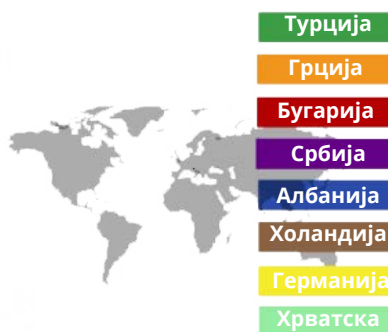 Турција
Грција
Бугарија
Србија
Албанија
Холандија
Германија
Хрватска